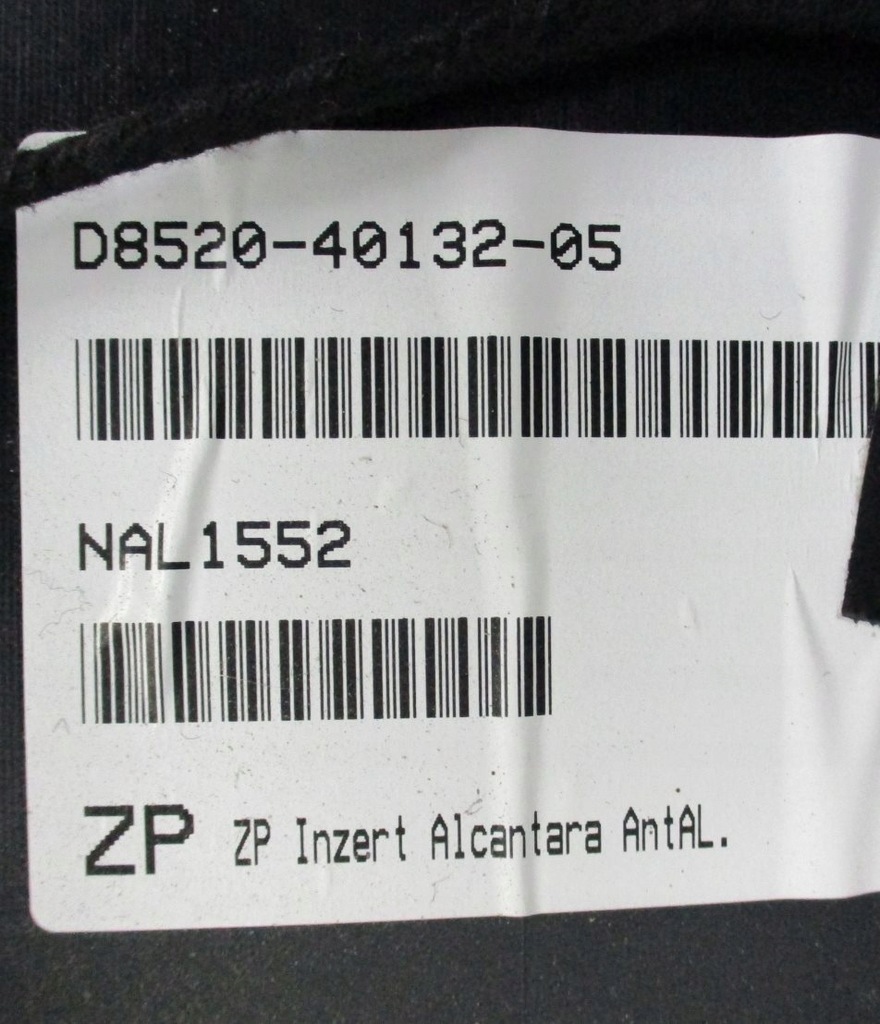 D8520-40132-05
NAL1552
ZP ZP Inzert Alcantara AntAL.